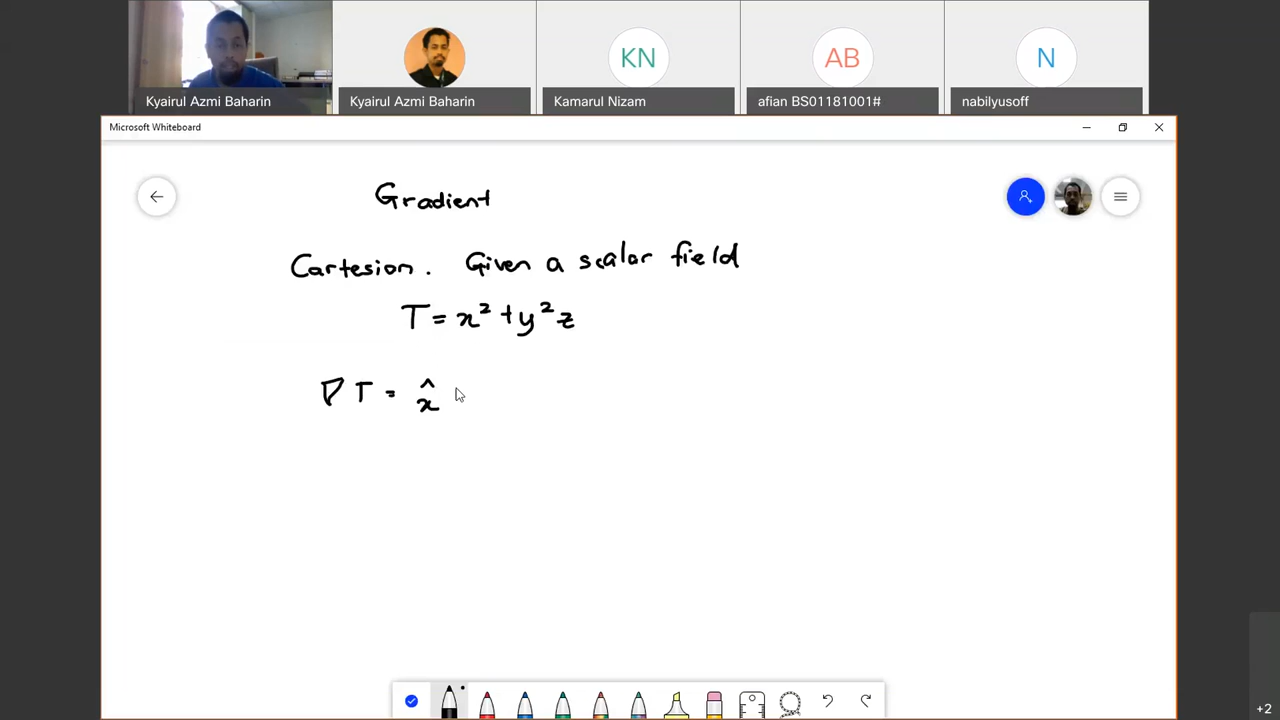 Kyairul Azmi Baharin
Kyairul Azmi Baharin
KN
Kamarul Nizam
AB
afian BS01181001#
N
nabilyusoff
Microsoft Whiteboard
Gradient
Cartesion. Given a scalar field
T = x² + y²z
∇T = x̂
+2